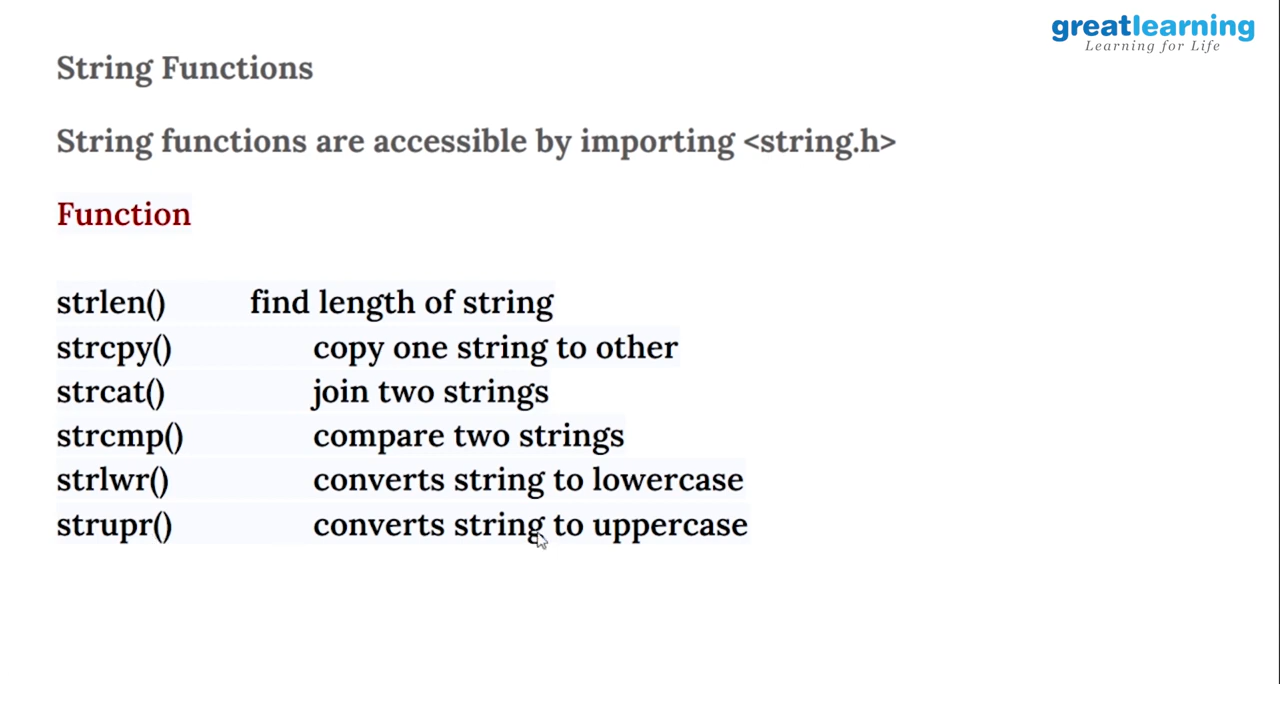 greatlearning
Learning for Life
String Functions
String functions are accessible by importing <string.h>
Function
strlen() find length of string
strcpy() copy one string to other
strcat() join two strings
strcmp() compare two strings
strlwr() converts string to lowercase
strupr() converts string to uppercase